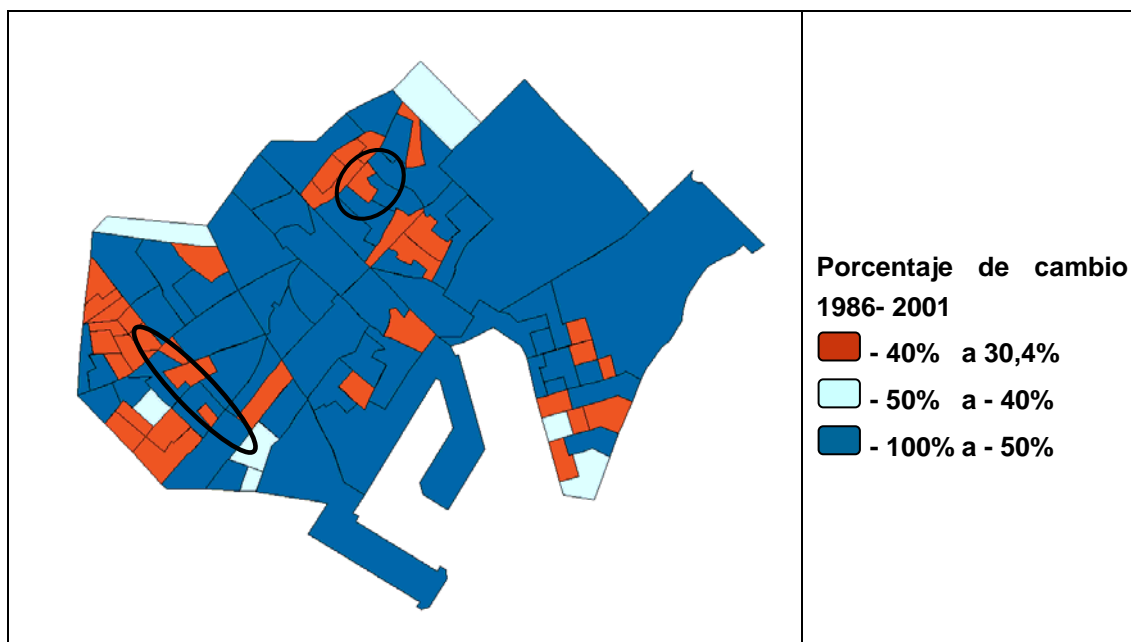 Porcentaje de cambio
1986- 2001
- 40% a 30,4%
- 50% a - 40%
- 100% a - 50%